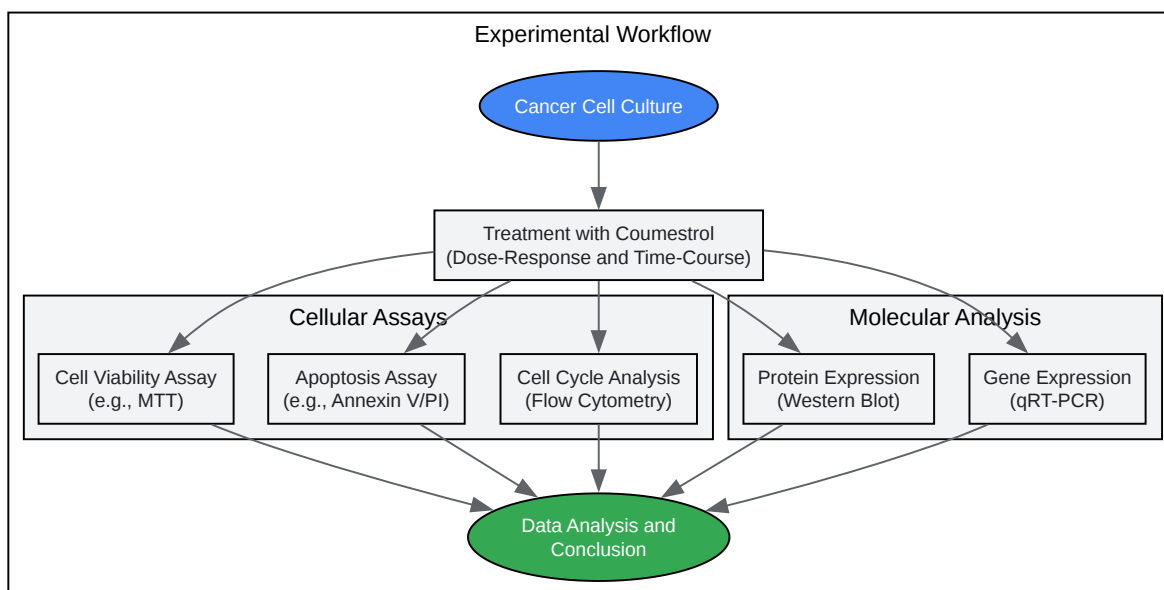 Experimental Workflow
Cancer Cell Culture
Treatment with Coumestrol
(Dose-Response and Time-Course)
Cellular Assays
Molecular Analysis
Cell Viability Assay
(e.g., MTT)
Apoptosis Assay
(e.g., Annexin V/PI)
Cell Cycle Analysis
(Flow Cytometry)
Protein Expression
(Western Blot)
Gene Expression
(qRT-PCR)
Data Analysis and
Conclusion